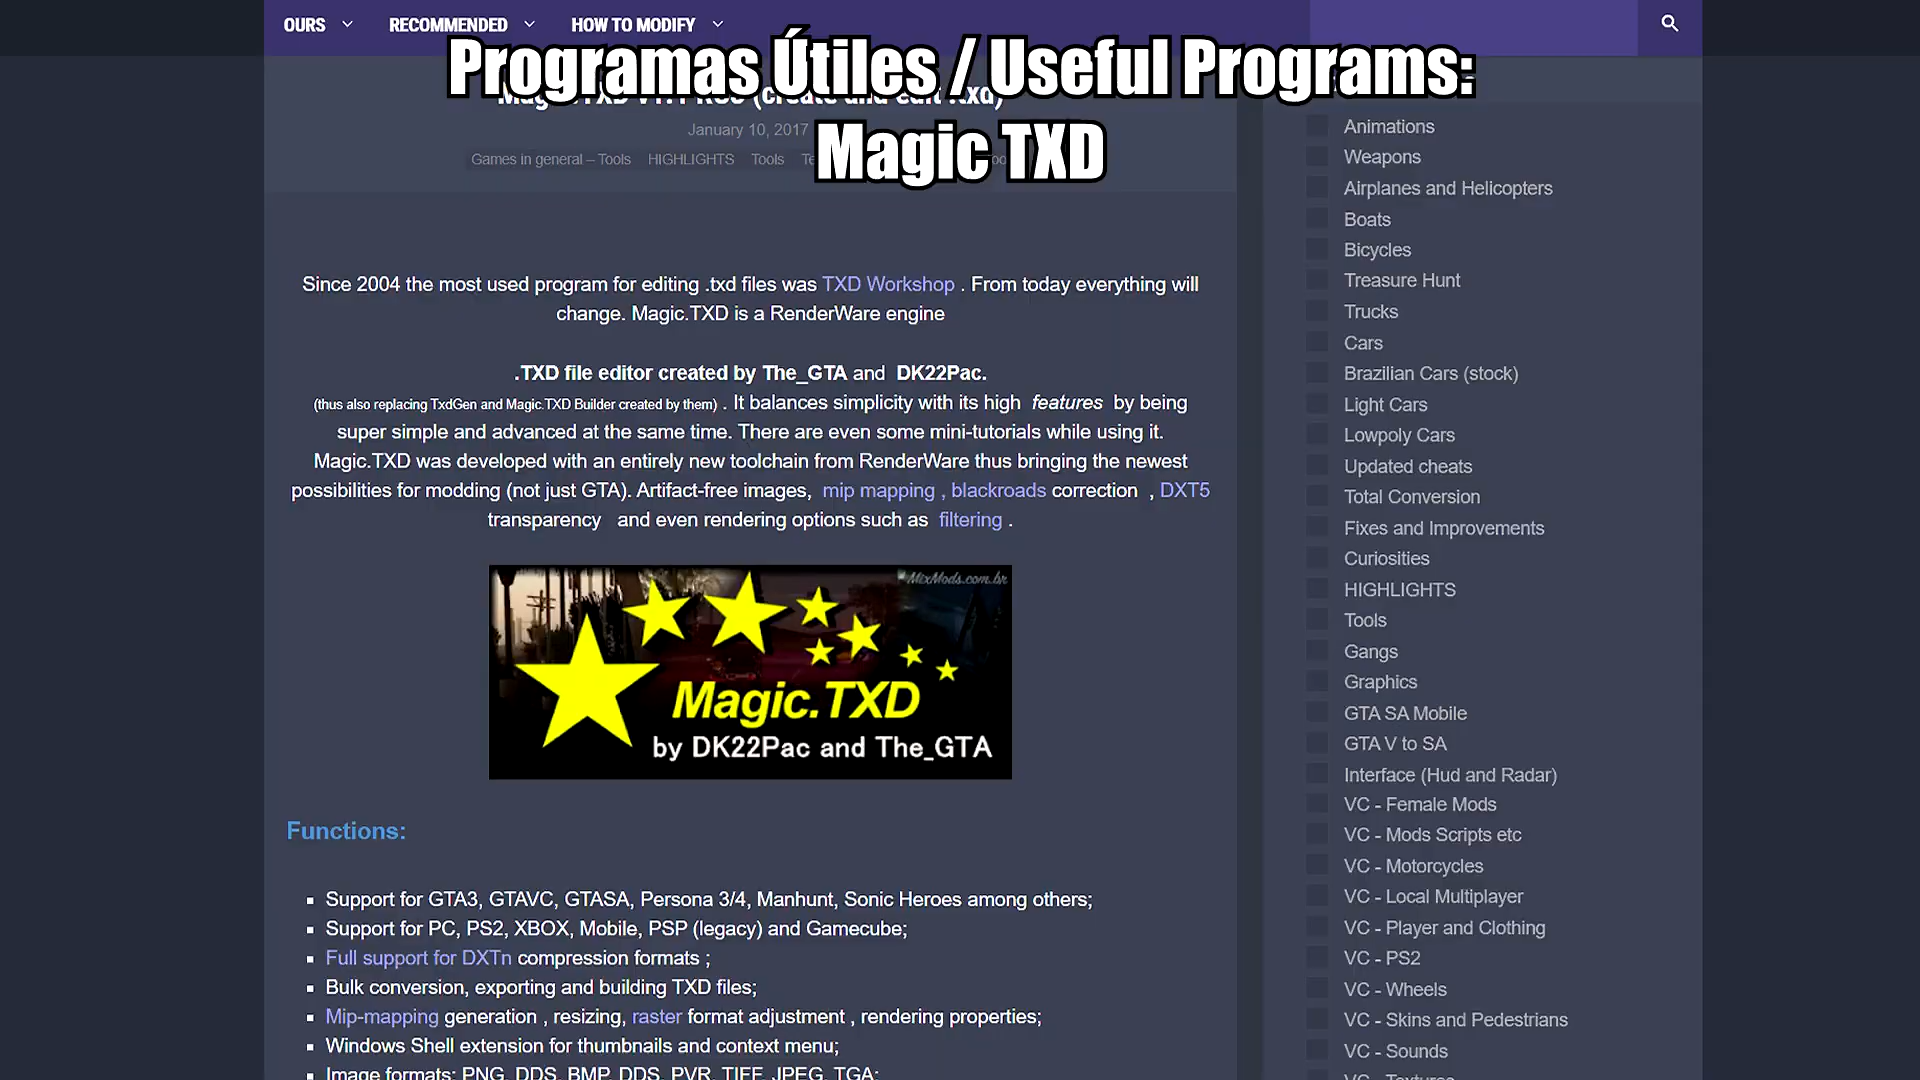 OURS
RECOMMENDED
HOW TO MODIFY
Programas Útiles / Useful Programs:
Magic TXD
January 10, 2017
Games in general – Tools HIGHLIGHTS Tools
Since 2004 the most used program for editing .txd files was TXD Workshop . From today everything will
change. Magic.TXD is a RenderWare engine
.TXD file editor created by The_GTA and DK22Pac.
(thus also replacing TxdGen and Magic.TXD Builder created by them) . It balances simplicity with its high features by being
super simple and advanced at the same time. There are even some mini-tutorials while using it.
Magic.TXD was developed with an entirely new toolchain from RenderWare thus bringing the newest
possibilities for modding (not just GTA). Artifact-free images, mip mapping , blackroads correction , DXT5
transparency and even rendering options such as filtering .
MixMods.com.br
Magic.TXD
by DK22Pac and The_GTA
Functions:
Support for GTA3, GTAVC, GTASA, Persona 3/4, Manhunt, Sonic Heroes among others;
Support for PC, PS2, XBOX, Mobile, PSP (legacy) and Gamecube;
Full support for DXTn compression formats ;
Bulk conversion, exporting and building TXD files;
Mip-mapping generation , resizing, raster format adjustment , rendering properties;
Windows Shell extension for thumbnails and context menu;
Image formats: PNG, DDS, BMP, DDS, PVR, TIFF, JPEG, TGA;
Animations
Weapons
Airplanes and Helicopters
Boats
Bicycles
Treasure Hunt
Trucks
Cars
Brazilian Cars (stock)
Light Cars
Lowpoly Cars
Updated cheats
Total Conversion
Fixes and Improvements
Curiosities
HIGHLIGHTS
Tools
Gangs
Graphics
GTA SA Mobile
GTA V to SA
Interface (Hud and Radar)
VC - Female Mods
VC - Mods Scripts etc
VC - Motorcycles
VC - Local Multiplayer
VC - Player and Clothing
VC - PS2
VC - Wheels
VC - Skins and Pedestrians
VC - Sounds
VC - Textures